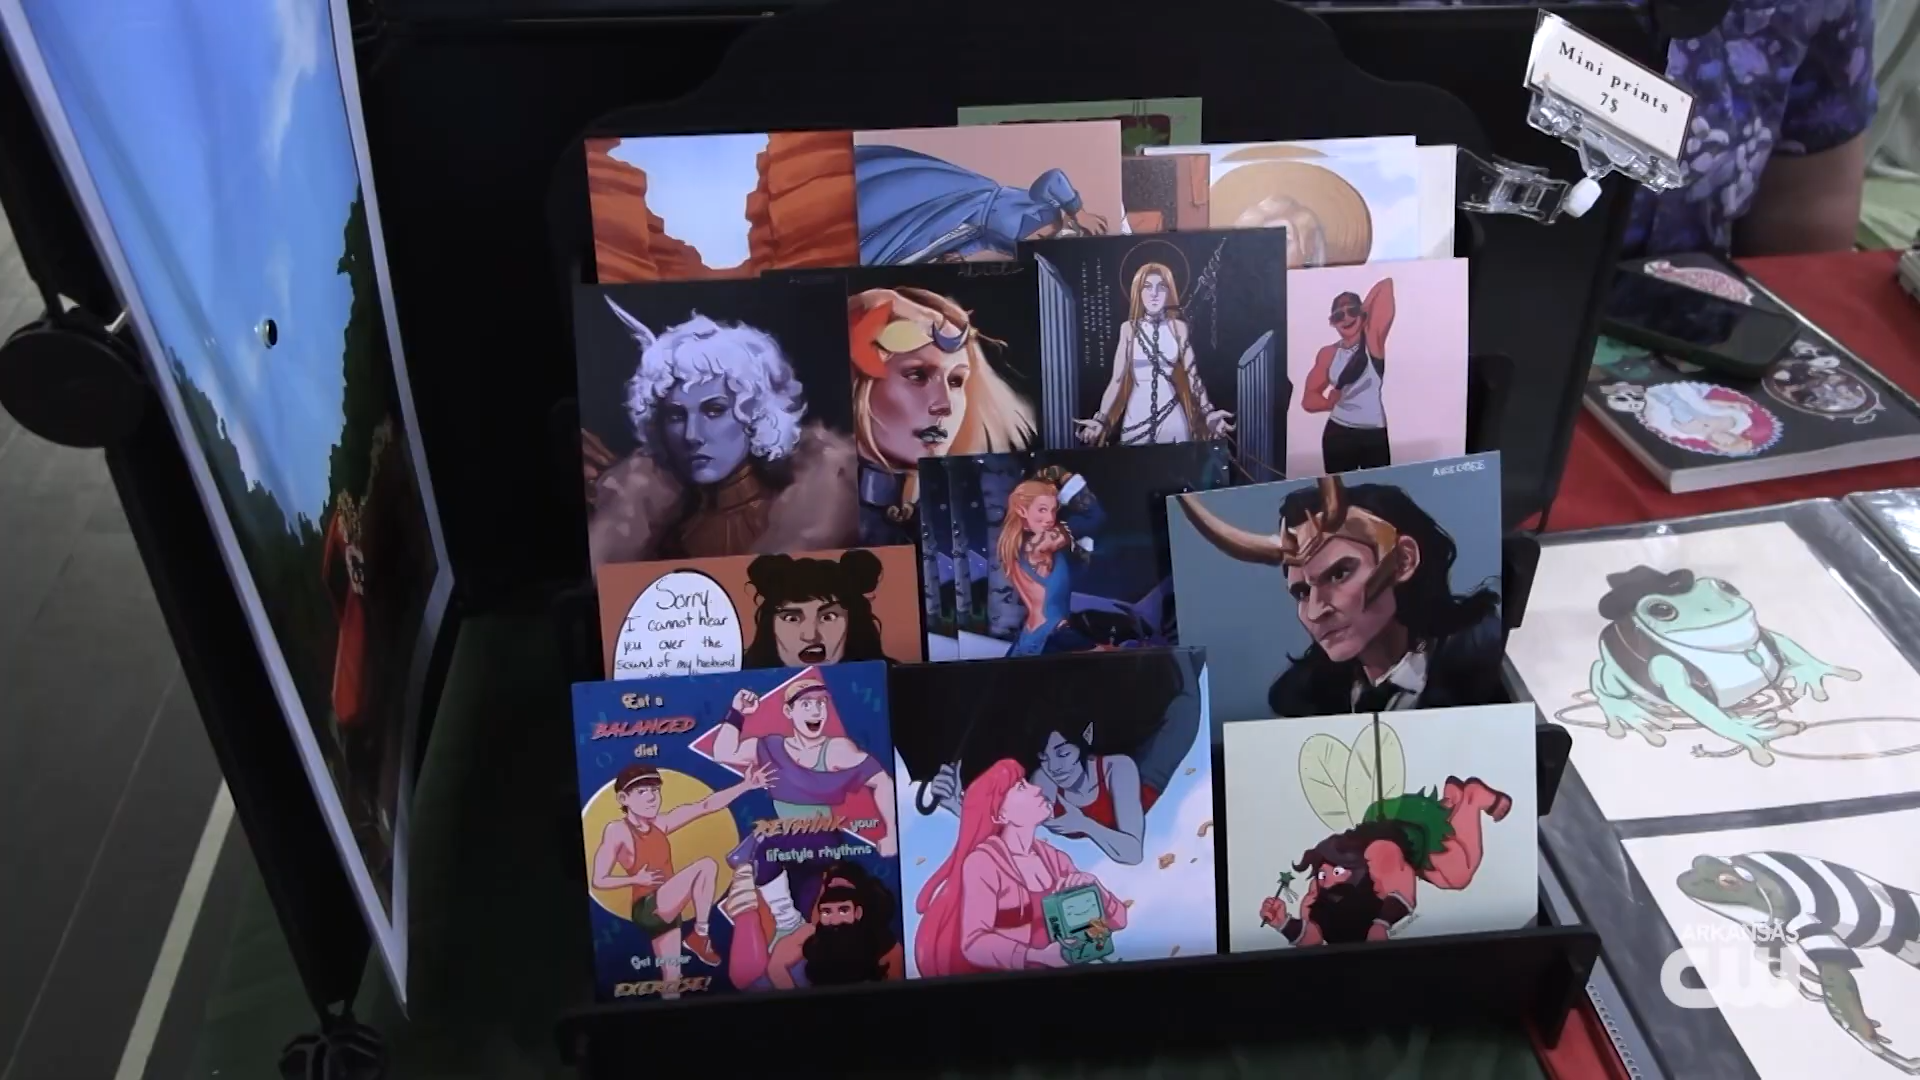 Mini prints
7$
AUDEDEE
Sorry
I cannot hear
you over the
sound of my husband
Eat a
BALANCED
diet
RETHINK your
lifestyle rhythms
Get proper
EXERCISE!
ARKANSAS
CW